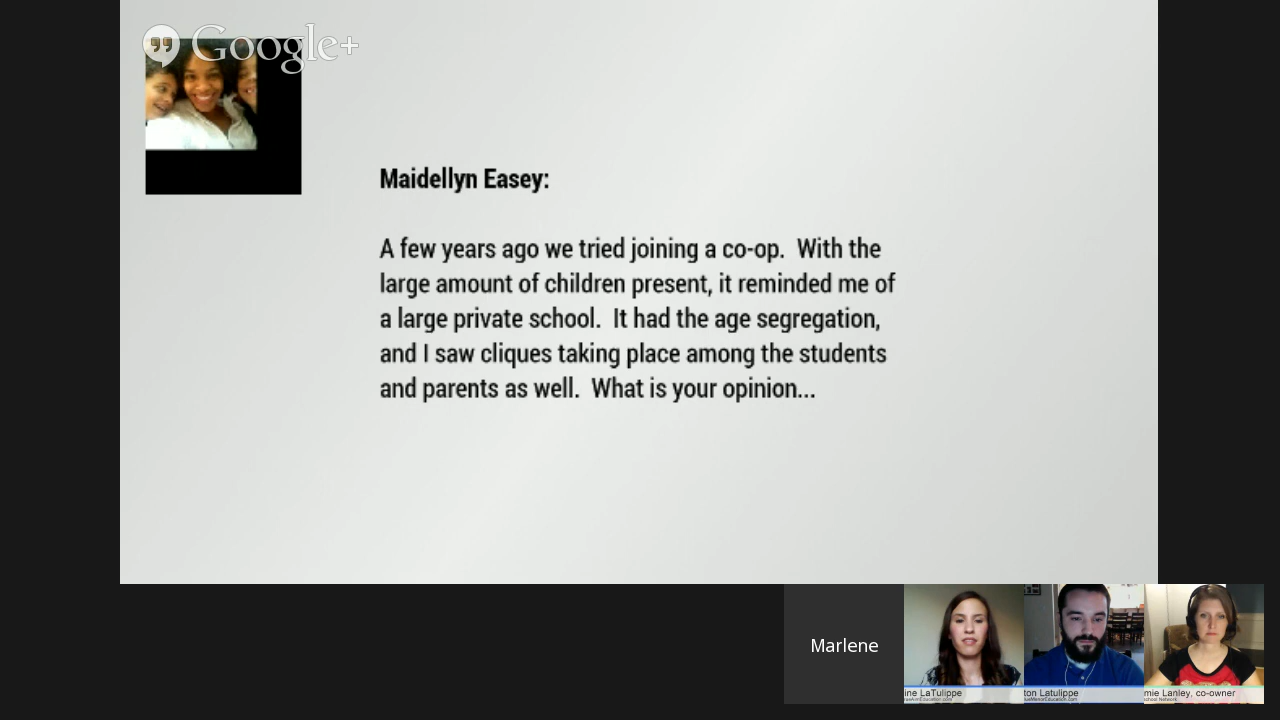 Google+
Maidellyn Easey:
A few years ago we tried joining a co-op. With the
large amount of children present, it reminded me of
a large private school. It had the age segregation,
and I saw cliques taking place among the students
and parents as well. What is your opinion...
Marlene
ine LaTulippe
ton Latulippe
mie Lanley, co-owner